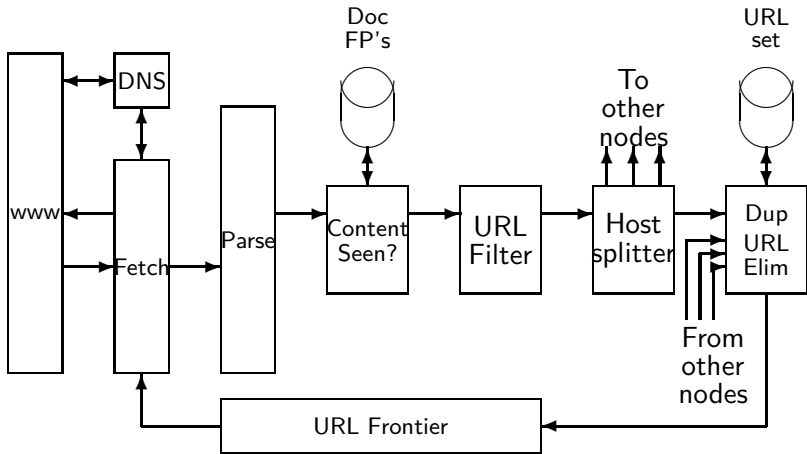 Doc
FP's
URL
set
DNS
To
other
nodes
www
Fetch
Parse
Content
Seen?
URL
Filter
Host
splitter
Dup
URL
Elim
From
other
nodes
URL Frontier